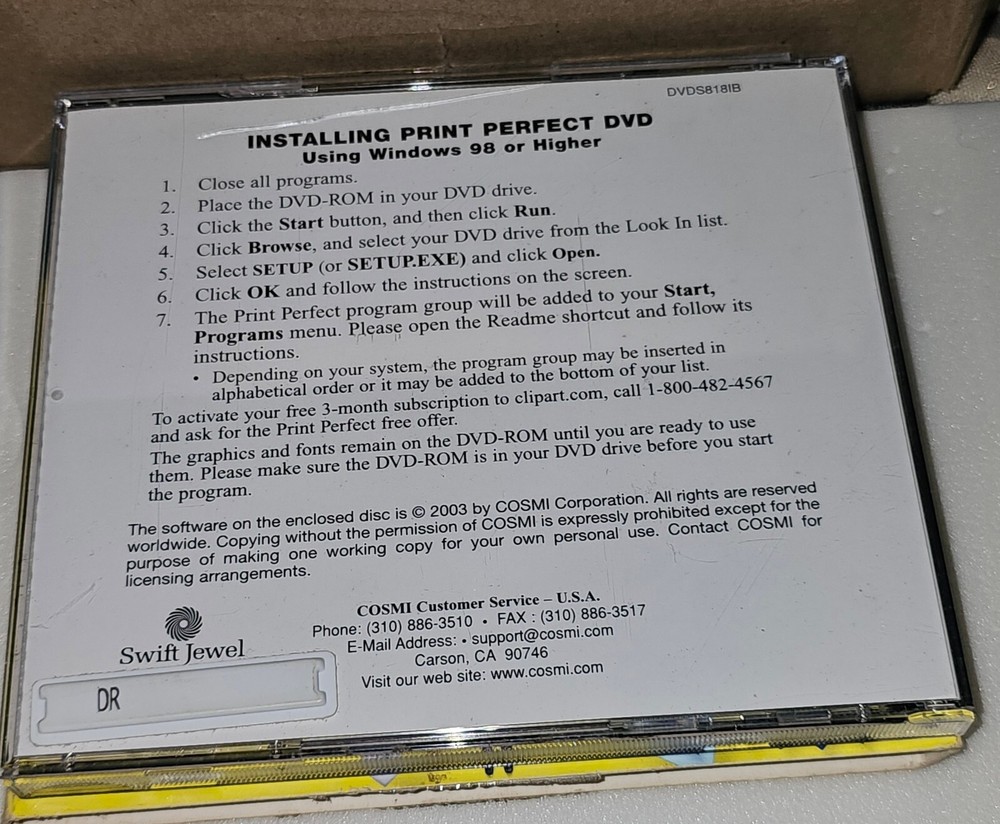 DVDS818IB
INSTALLING PRINT PERFECT DVD
Using Windows 98 or Higher
1. Close all programs.
2. Place the DVD-ROM in your DVD drive.
3. Click the Start button, and then click Run.
4. Click Browse, and select your DVD drive from the Look In list.
5. Select SETUP (or SETUP.EXE) and click Open.
6. Click OK and follow the instructions on the screen.
7. The Print Perfect program group will be added to your Start,
Programs menu. Please open the Readme shortcut and follow its
instructions.
• Depending on your system, the program group may be inserted in
alphabetical order or it may be added to the bottom of your list.
To activate your free 3-month subscription to clipart.com, call 1-800-482-4567
and ask for the Print Perfect free offer.
The graphics and fonts remain on the DVD-ROM until you are ready to use
them. Please make sure the DVD-ROM is in your DVD drive before you start
the program.
The software on the enclosed disc is © 2003 by COSMI Corporation. All rights are reserved
worldwide. Copying without the permission of COSMI is expressly prohibited except for the
purpose of making one working copy for your own personal use. Contact COSMI for
licensing arrangements.
Swift Jewel
DR
COSMI Customer Service – U.S.A.
Phone: (310) 886-3510 • FAX : (310) 886-3517
E-Mail Address: • support@cosmi.com
Carson, CA 90746
Visit our web site: www.cosmi.com